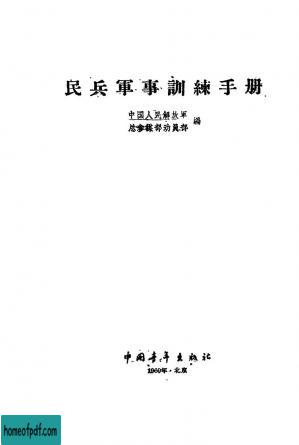 民兵軍事訓練手册
中国人民解放軍
总参謀部动員部 編
中国青年出版社
1960年·北京
homeofpdf.com